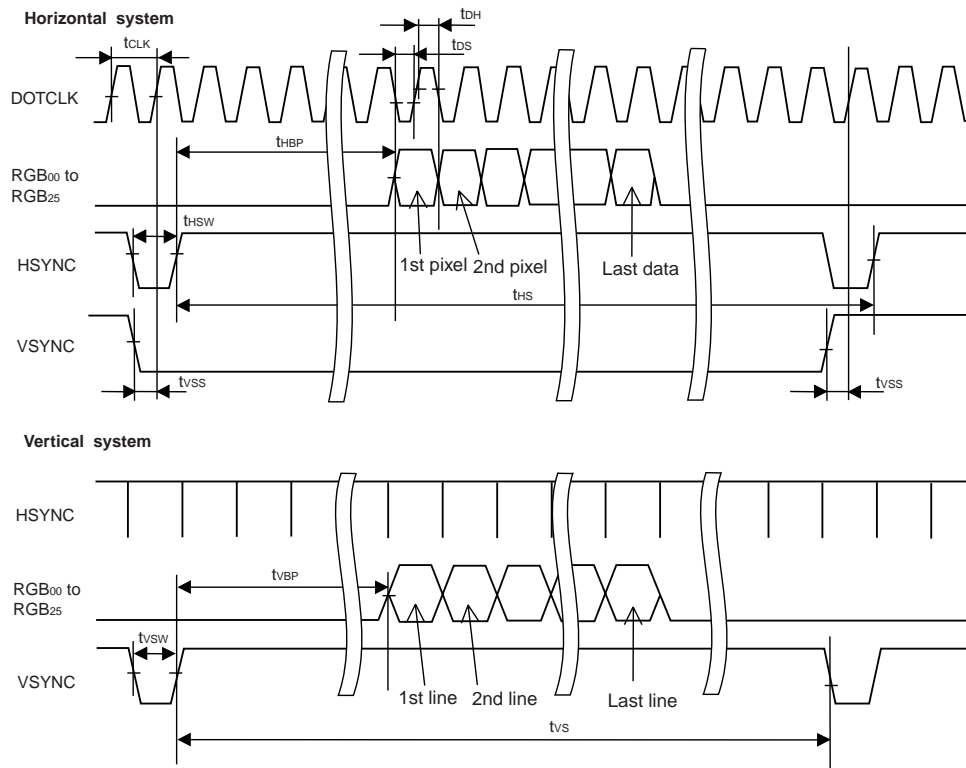 Horizontal system
tDH
tCLK
tDS
DOTCLK
tHBP
RGB00 to
RGB25
tHSW
1st pixel
2nd pixel
Last data
HSYNC
tHS
VSYNC
tVSS
tVSS
Vertical system
HSYNC
tVBP
RGB00 to
RGB25
tVSW
1st line
2nd line
Last line
VSYNC
tVS